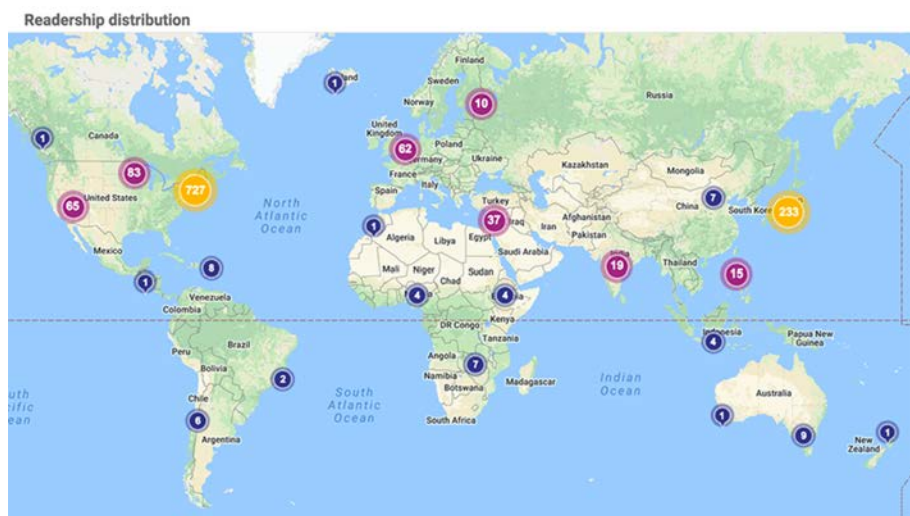 Readership distribution
Finland
Sweden
Norway
Russia
1
10
United
Kingdom
62
Poland
Germany
Ukraine
France
Kazakhstan
Mongolia
1
Canada
83
727
65
United States
North
Atlantic
Ocean
Spain
Italy
Turkey
37
Iraq
Iran
Afghanistan
Pakistan
7
China
233
Mexico
1
Algeria
Libya
Egypt
Saudi Arabia
19
Thailand
15
1
8
Mali
Niger
Chad
Sudan
4
4
Venezuela
Colombia
Kenya
DR Congo
Tanzania
Indonesia
4
Papua New
Guinea
Peru
Brazil
Bolivia
2
Angola
7
Namibia
Botswana
Madagascar
South
Atlantic
Ocean
Indian
Ocean
Australia
Chile
6
Argentina
South Africa
1
9
1
New
Zealand